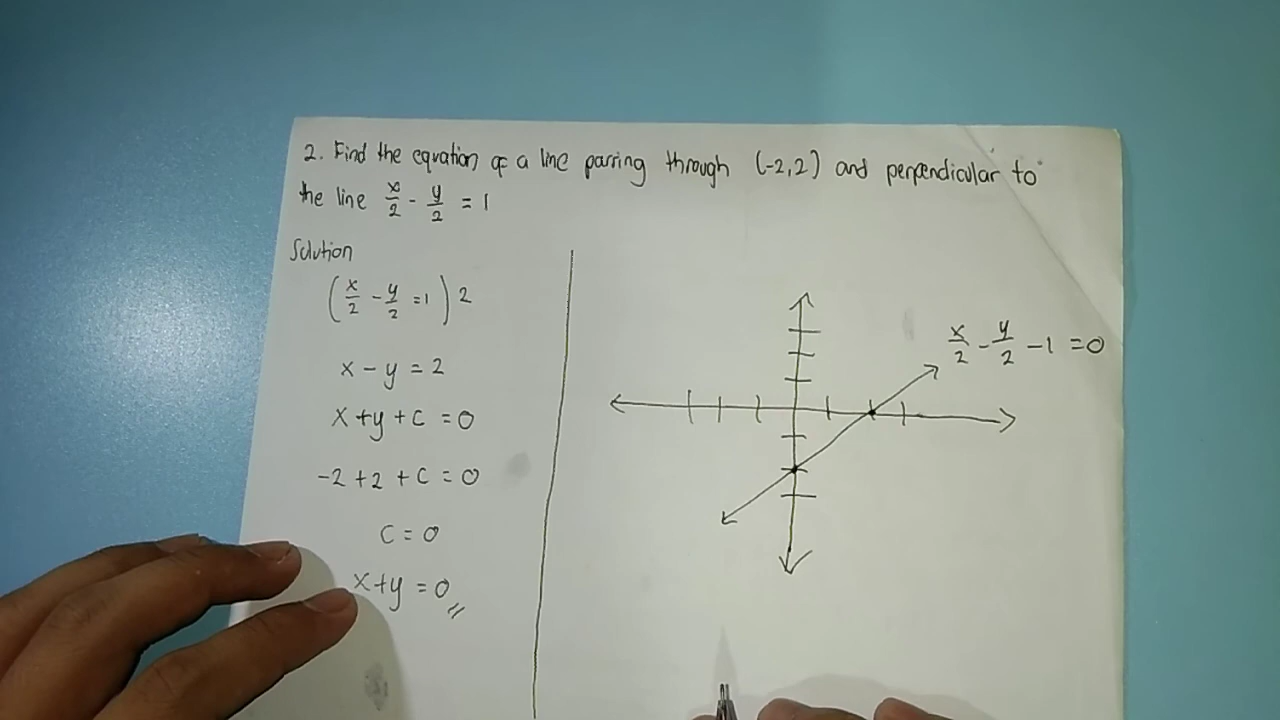 2. Find the equation of a line passing through (-2,2) and perpendicular to
the line x/2 - y/2 = 1
Solution
(x/2 - y/2 = 1) 2
x - y = 2
x + y + C = 0
-2 + 2 + C = 0
C = 0
x + y = 0
x/2 - y/2 - 1 = 0